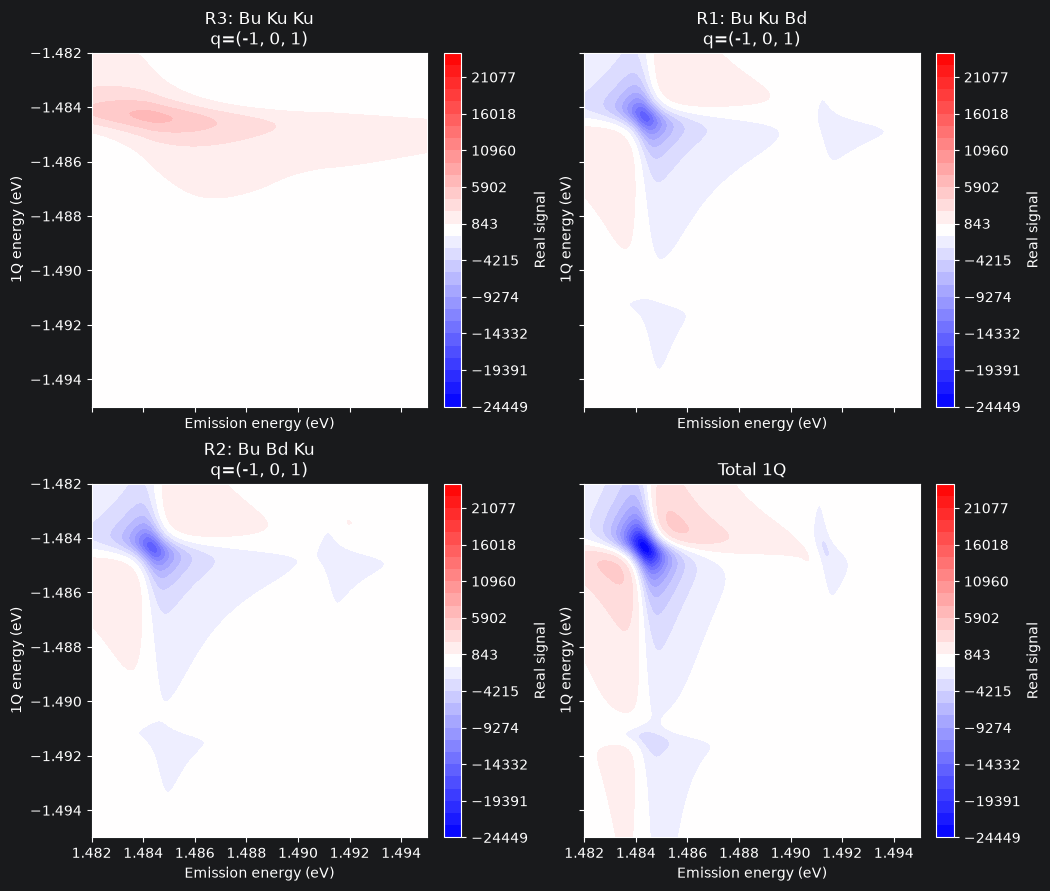 R3: Bu Ku Ku
q=(-1, 0, 1)
−1.482
−1.484
−1.486
−1.488
−1.490
−1.492
−1.494
1Q energy (eV)
Emission energy (eV)
21077
16018
10960
5902
843
−4215
−9274
−14332
−19391
−24449
Real signal
R1: Bu Ku Bd
q=(-1, 0, 1)
1Q energy (eV)
Emission energy (eV)
21077
16018
10960
5902
843
−4215
−9274
−14332
−19391
−24449
Real signal
R2: Bu Bd Ku
q=(-1, 0, 1)
−1.482
−1.484
−1.486
−1.488
−1.490
−1.492
−1.494
1Q energy (eV)
1.482 1.484 1.486 1.488 1.490 1.492 1.494
Emission energy (eV)
21077
16018
10960
5902
843
−4215
−9274
−14332
−19391
−24449
Real signal
Total 1Q
1Q energy (eV)
1.482 1.484 1.486 1.488 1.490 1.492 1.494
Emission energy (eV)
21077
16018
10960
5902
843
−4215
−9274
−14332
−19391
−24449
Real signal